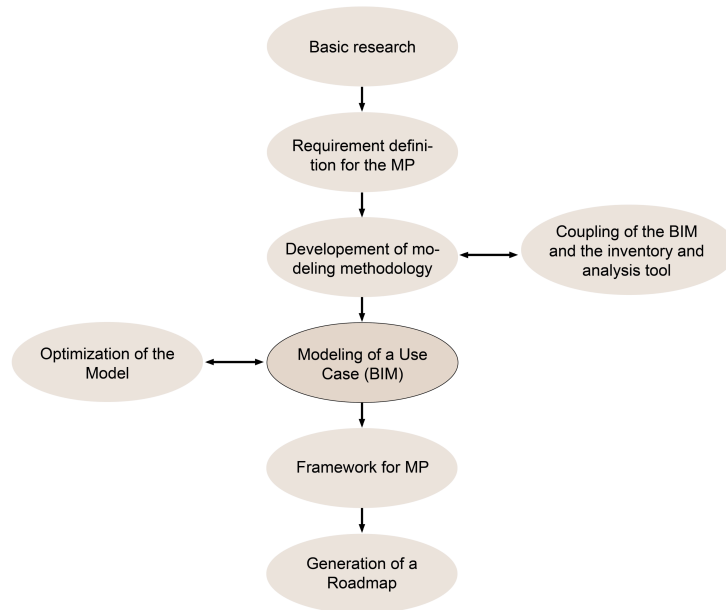 Basic research
Requirement defini-
tion for the MP
Developement of mo-
deling methodology
Coupling of the BIM
and the inventory and
analysis tool
Optimization of the
Model
Modeling of a Use
Case (BIM)
Framework for MP
Generation of a
Roadmap